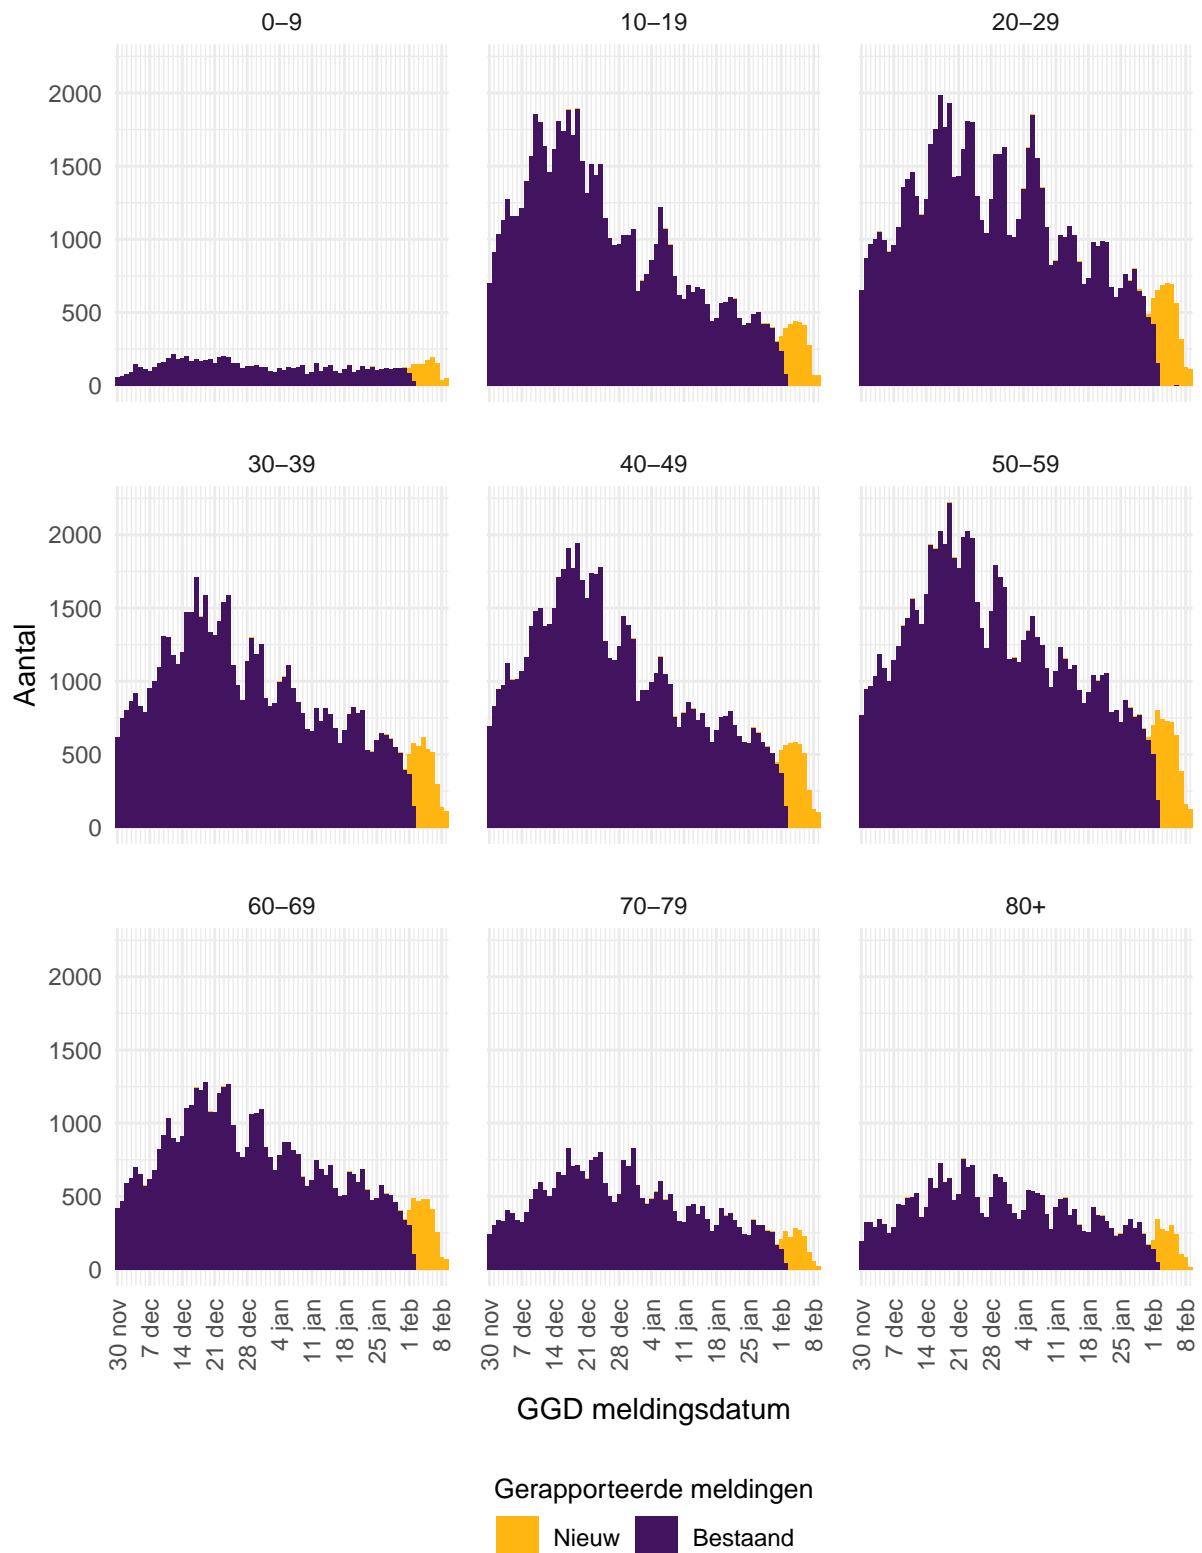 0–9 10–19 20–29
2000
1500
1000
500
0
30–39 40–49 50–59
2000
1500
1000
500
0
Aantal
60–69 70–79 80+
2000
1500
1000
500
0
30 nov 7 dec 14 dec 21 dec 28 dec 4 jan 11 jan 18 jan 25 jan 1 feb 8 feb
30 nov 7 dec 14 dec 21 dec 28 dec 4 jan 11 jan 18 jan 25 jan 1 feb 8 feb
30 nov 7 dec 14 dec 21 dec 28 dec 4 jan 11 jan 18 jan 25 jan 1 feb 8 feb
GGD meldingsdatum
Gerapporteerde meldingen
Nieuw Bestaand